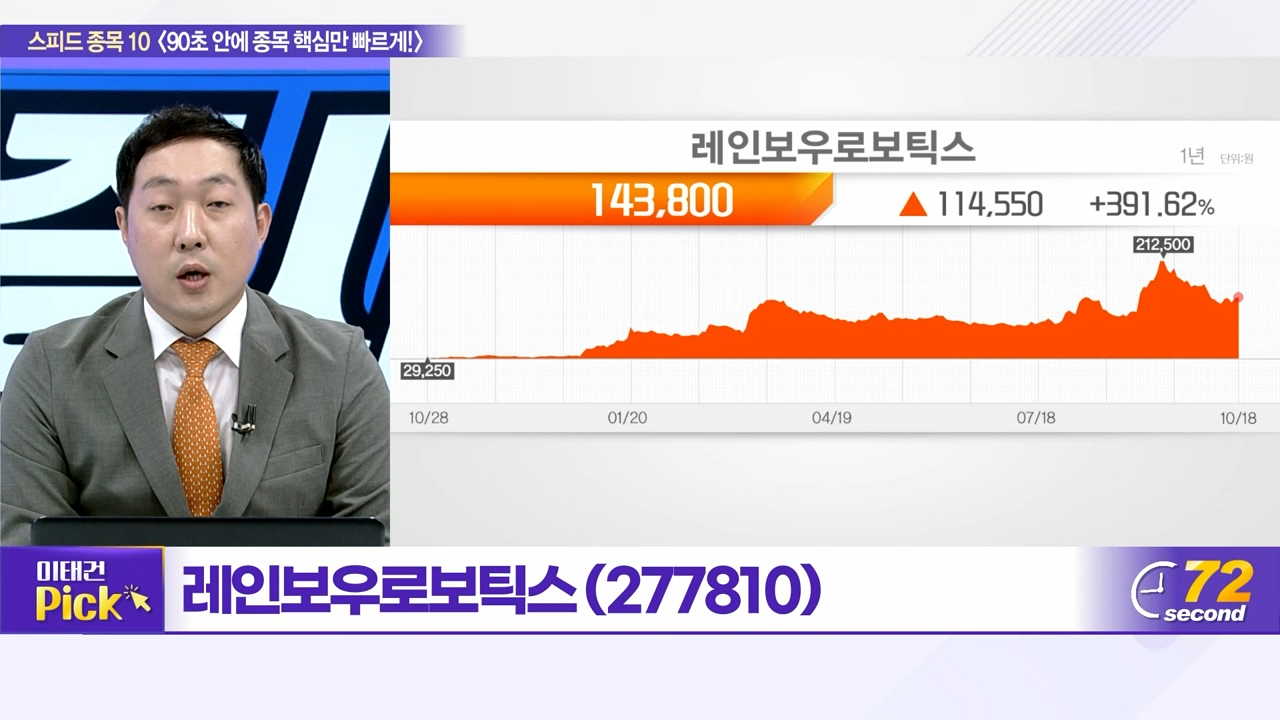 스피드 종목 10 〈90초 안에 종목 핵심만 빠르게!〉
레인보우로보틱스
1년 단위:원
143,800 ▲ 114,550 +391.62%
212,500
29,250
10/28 01/20 04/19 07/18 10/18
이태건
Pick
레인보우로보틱스 (277810)
72
second